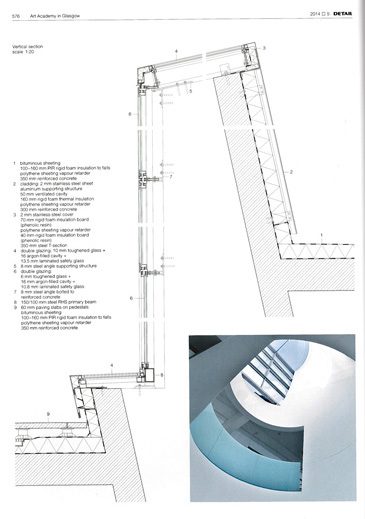 576 Art Academy in Glasgow
2014 5 DETAIL
Vertical section
scale 1:20
1 bituminous sheeting
100–160 mm PIR rigid foam insulation to falls
polythene sheeting vapour retarder
350 mm reinforced concrete
2 cladding: 2 mm stainless steel sheet
aluminium supporting structure
50 mm ventilated cavity
160 mm rigid foam thermal insulation
polythene sheeting vapour retarder
300 mm reinforced concrete
3 2 mm stainless-steel cover
70 mm rigid foam insulation board
(phenolic resin)
polythene sheeting vapour retarder
40 mm rigid foam insulation board
(phenolic resin)
350 mm steel T-section
4 double glazing: 10 mm toughened glass +
16 argon-filled cavity +
13.5 mm laminated safety glass
5 8 mm steel angle supporting structure
6 double glazing:
6 mm toughened glass +
16 mm argon-filled cavity +
10.8 mm laminated safety glass
7 8 mm steel angle bolted to
reinforced concrete
8 150/100 mm steel RHS primary beam
9 60 mm paving slabs on pedestals
bituminous sheeting
100–160 mm PIR rigid foam insulation to falls
polythene sheeting vapour retarder
350 mm reinforced concrete
4
3
5
6
2
7
1
6
4
8
9